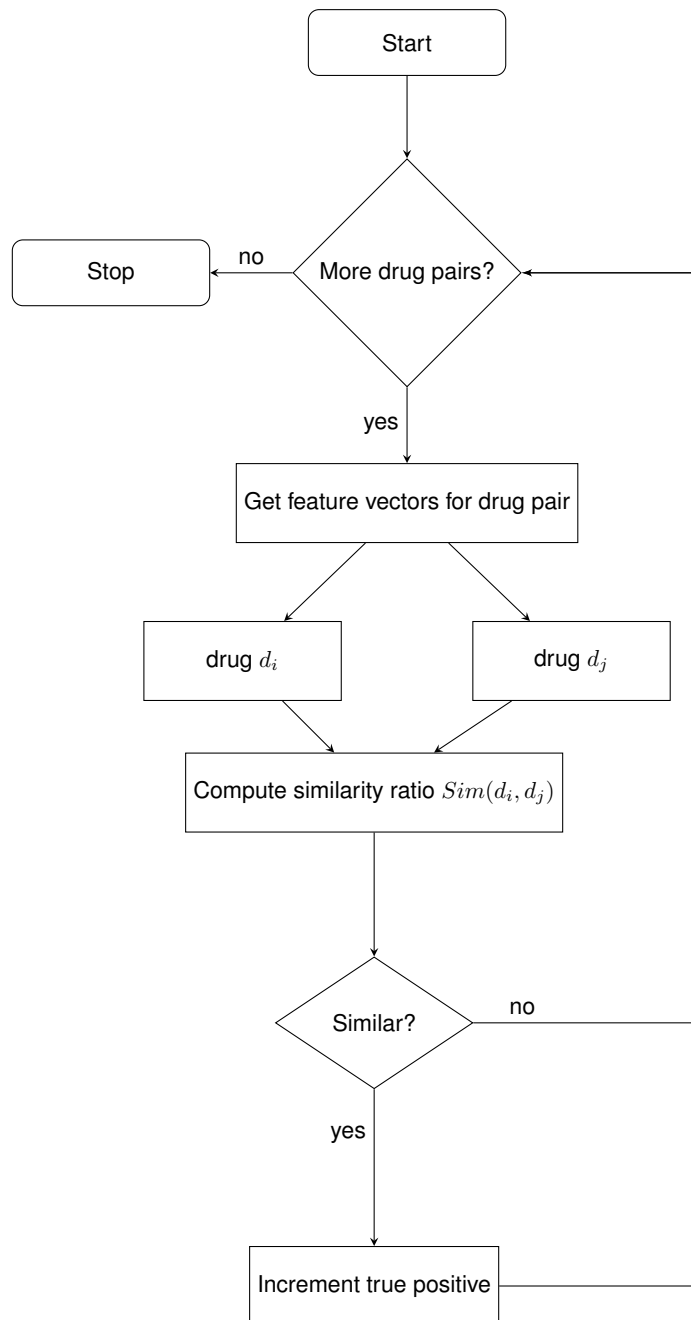 Start
More drug pairs?
no
Stop
yes
Get feature vectors for drug pair
drug $d_i$
drug $d_j$
Compute similarity ratio $Sim(d_i, d_j)$
Similar?
no
yes
Increment true positive